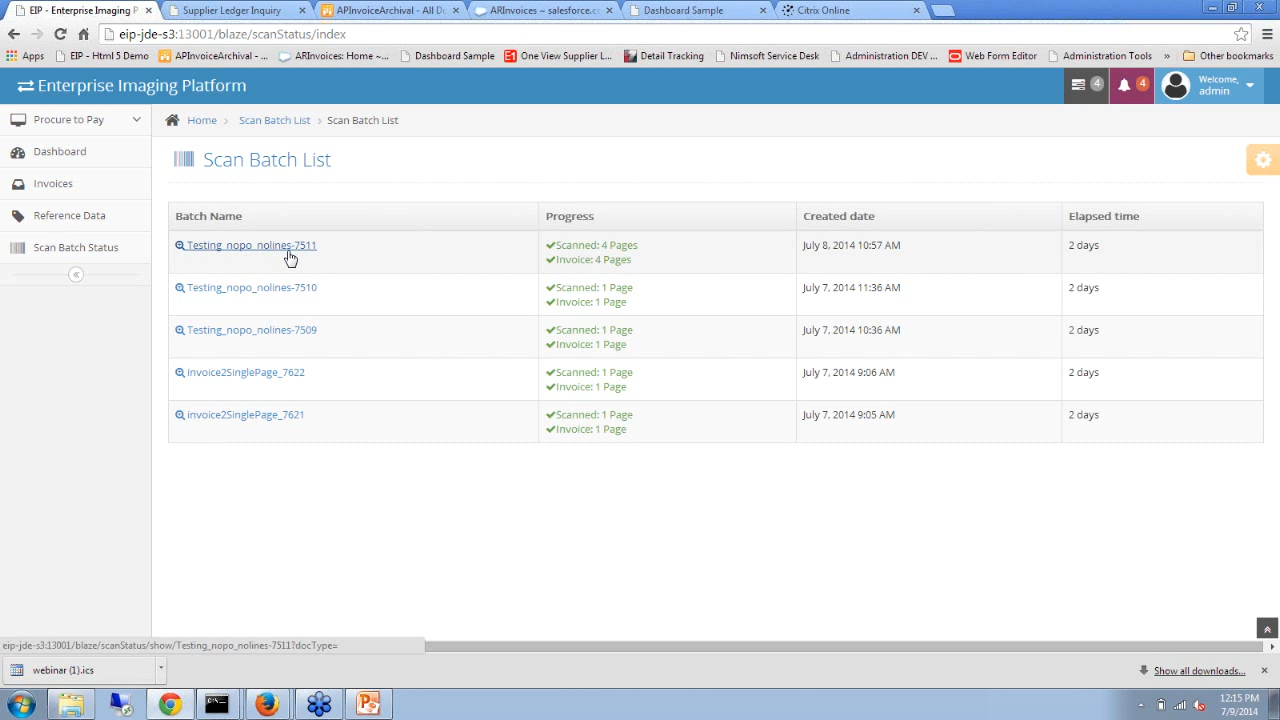 EIP - Enterprise Imaging P
Supplier Ledger Inquiry
APInvoiceArchival - All Do
ARInvoices ~ salesforce.co
Dashboard Sample
Citrix Online
eip-jde-s3:13001/blaze/scanStatus/index
Apps
EIP - Html 5 Demo
APInvoiceArchival - ...
ARInvoices: Home ~...
Dashboard Sample
One View Supplier L...
Detail Tracking
Nimsoft Service Desk
Administration DEV ...
Web Form Editor
Administration Tools
»
Other bookmarks
Enterprise Imaging Platform
4
4
Welcome,
admin
Procure to Pay
Dashboard
Invoices
Reference Data
Scan Batch Status
Home > Scan Batch List > Scan Batch List
Scan Batch List
Batch Name Progress Created date Elapsed time
Testing_nopo_nolines-7511 Scanned: 4 Pages July 8, 2014 10:57 AM 2 days
Invoice: 4 Pages
Testing_nopo_nolines-7510 Scanned: 1 Page July 7, 2014 11:36 AM 2 days
Invoice: 1 Page
Testing_nopo_nolines-7509 Scanned: 1 Page July 7, 2014 10:36 AM 2 days
Invoice: 1 Page
invoice2SinglePage_7622 Scanned: 1 Page July 7, 2014 9:06 AM 2 days
Invoice: 1 Page
invoice2SinglePage_7621 Scanned: 1 Page July 7, 2014 9:05 AM 2 days
Invoice: 1 Page
eip-jde-s3:13001/blaze/scanStatus/show/Testing_nopo_nolines-7511?docType=
webinar (1).ics
Show all downloads...
12:15 PM
7/9/2014